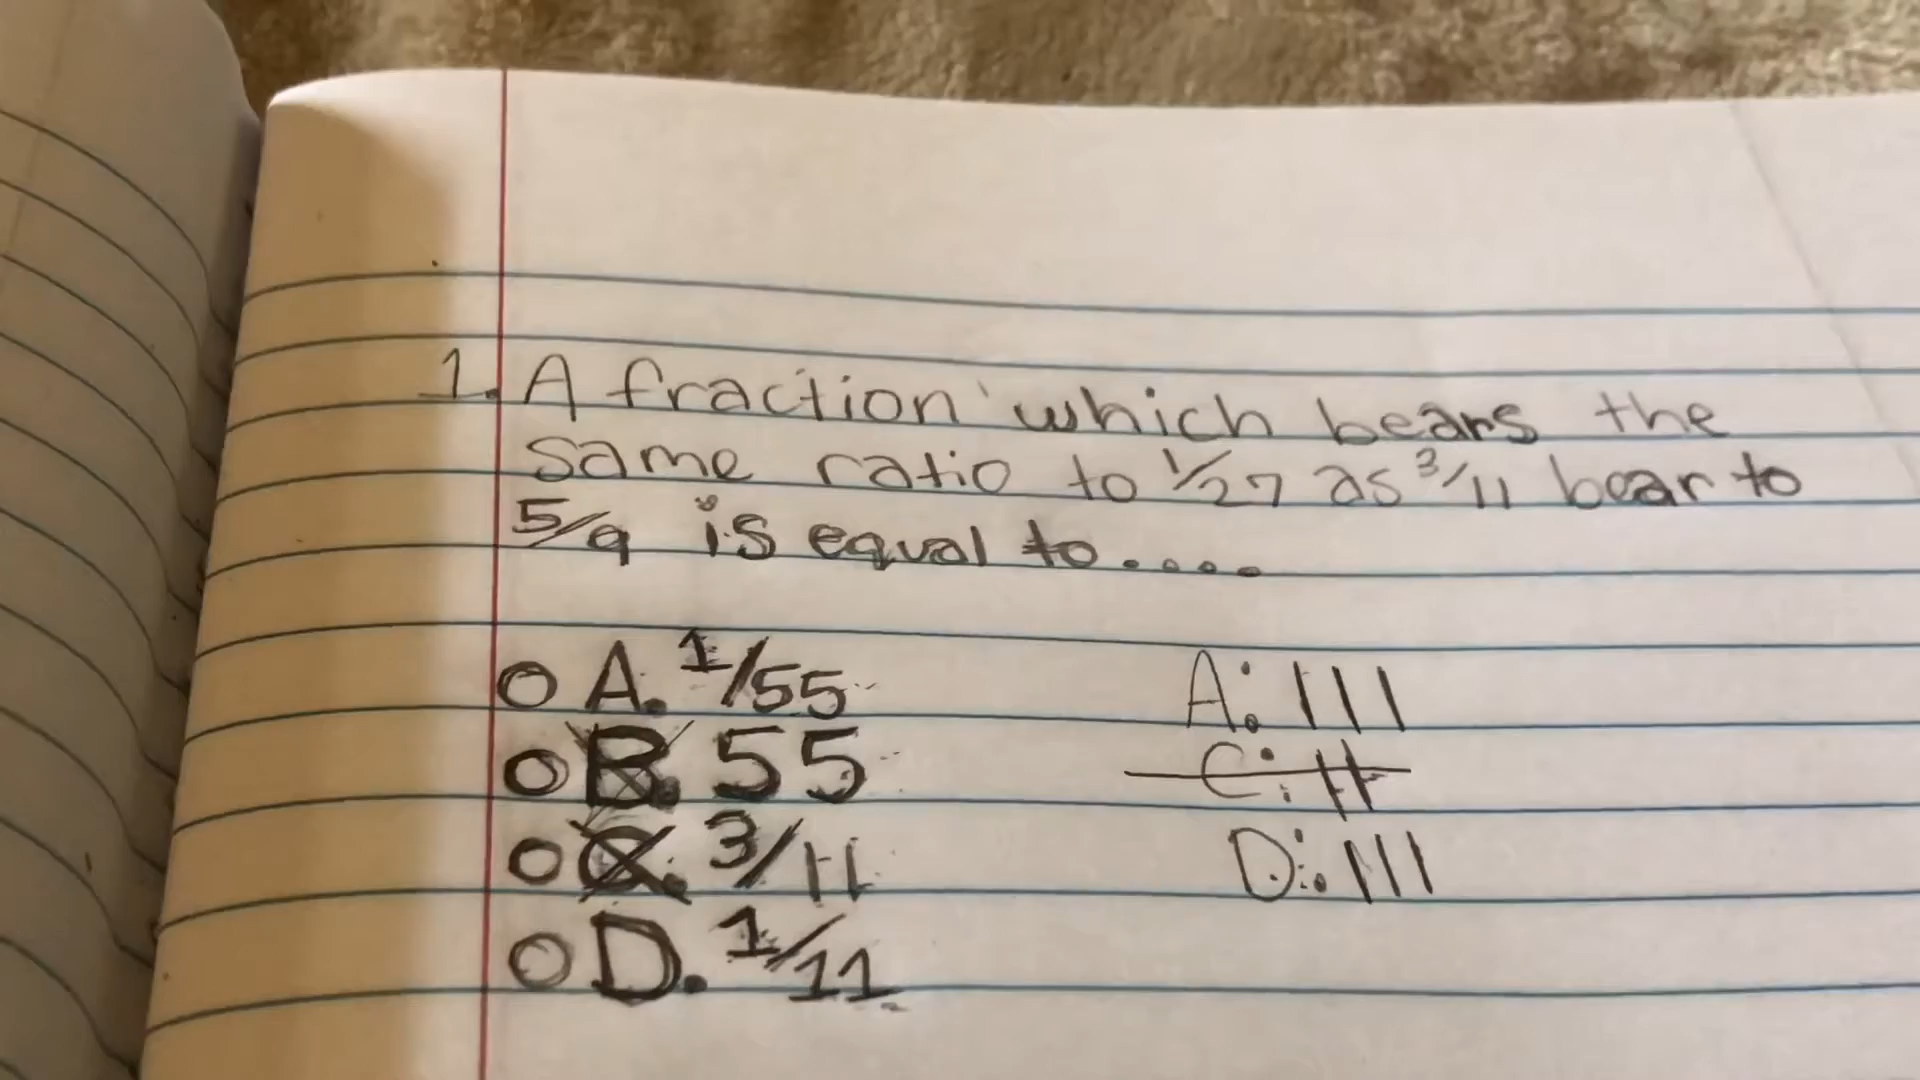 1. A fraction which bears the
same ratio to 1/27 as 3/11 bear to
5/9 is equal to....
A. 1/55
B. 55
C. 3/11
D. 1/11
A: III
C: II
D: III